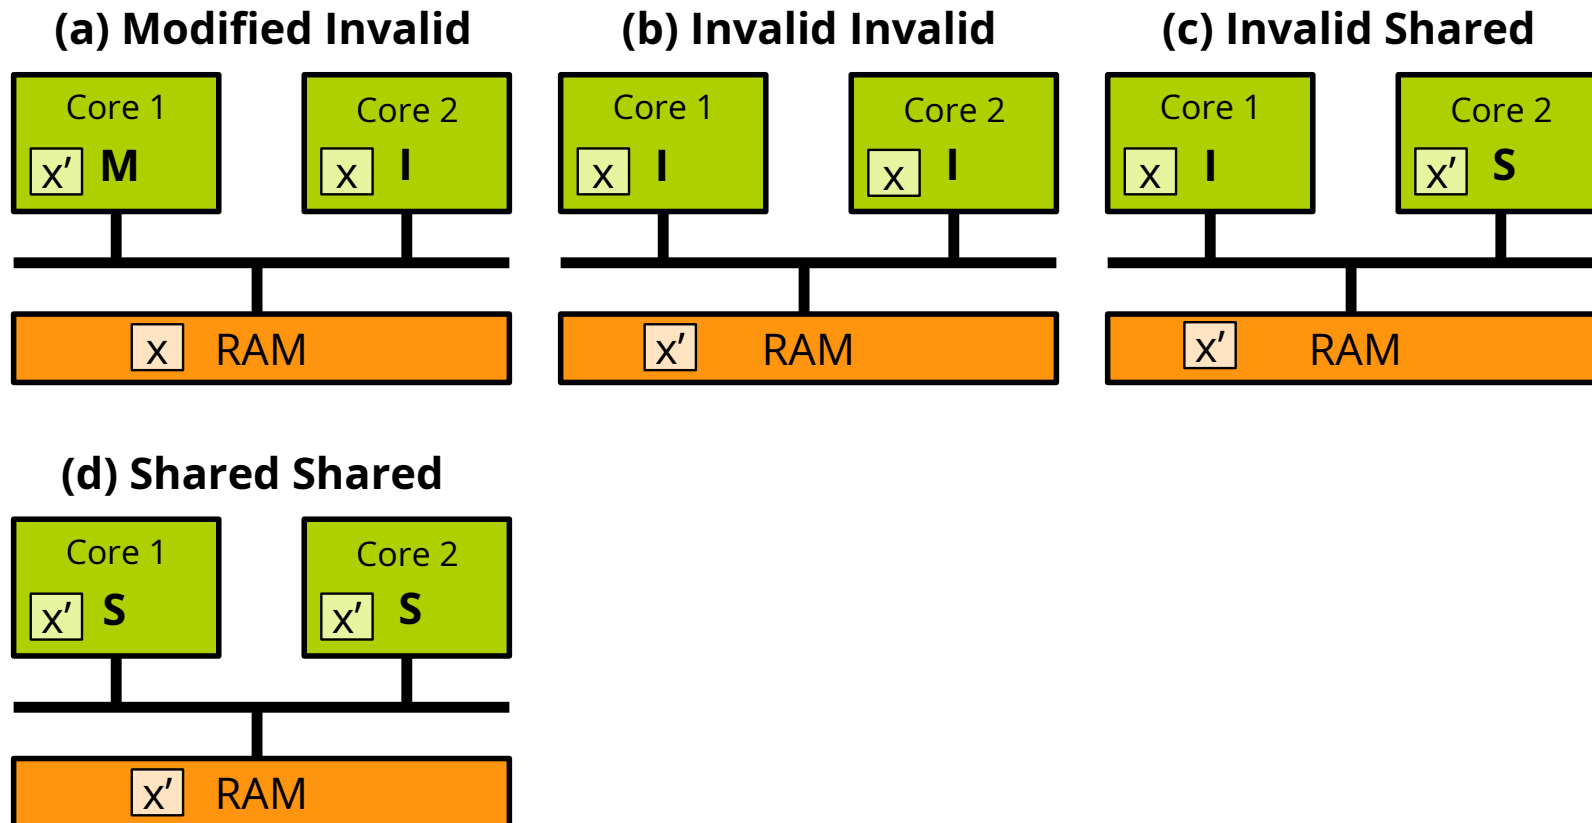 (a) Modified Invalid
Core 1
x’ M
Core 2
x I
x RAM
(b) Invalid Invalid
Core 1
x I
Core 2
x I
x’ RAM
(c) Invalid Shared
Core 1
x I
Core 2
x’ S
x’ RAM
(d) Shared Shared
Core 1
x’ S
Core 2
x’ S
x’ RAM